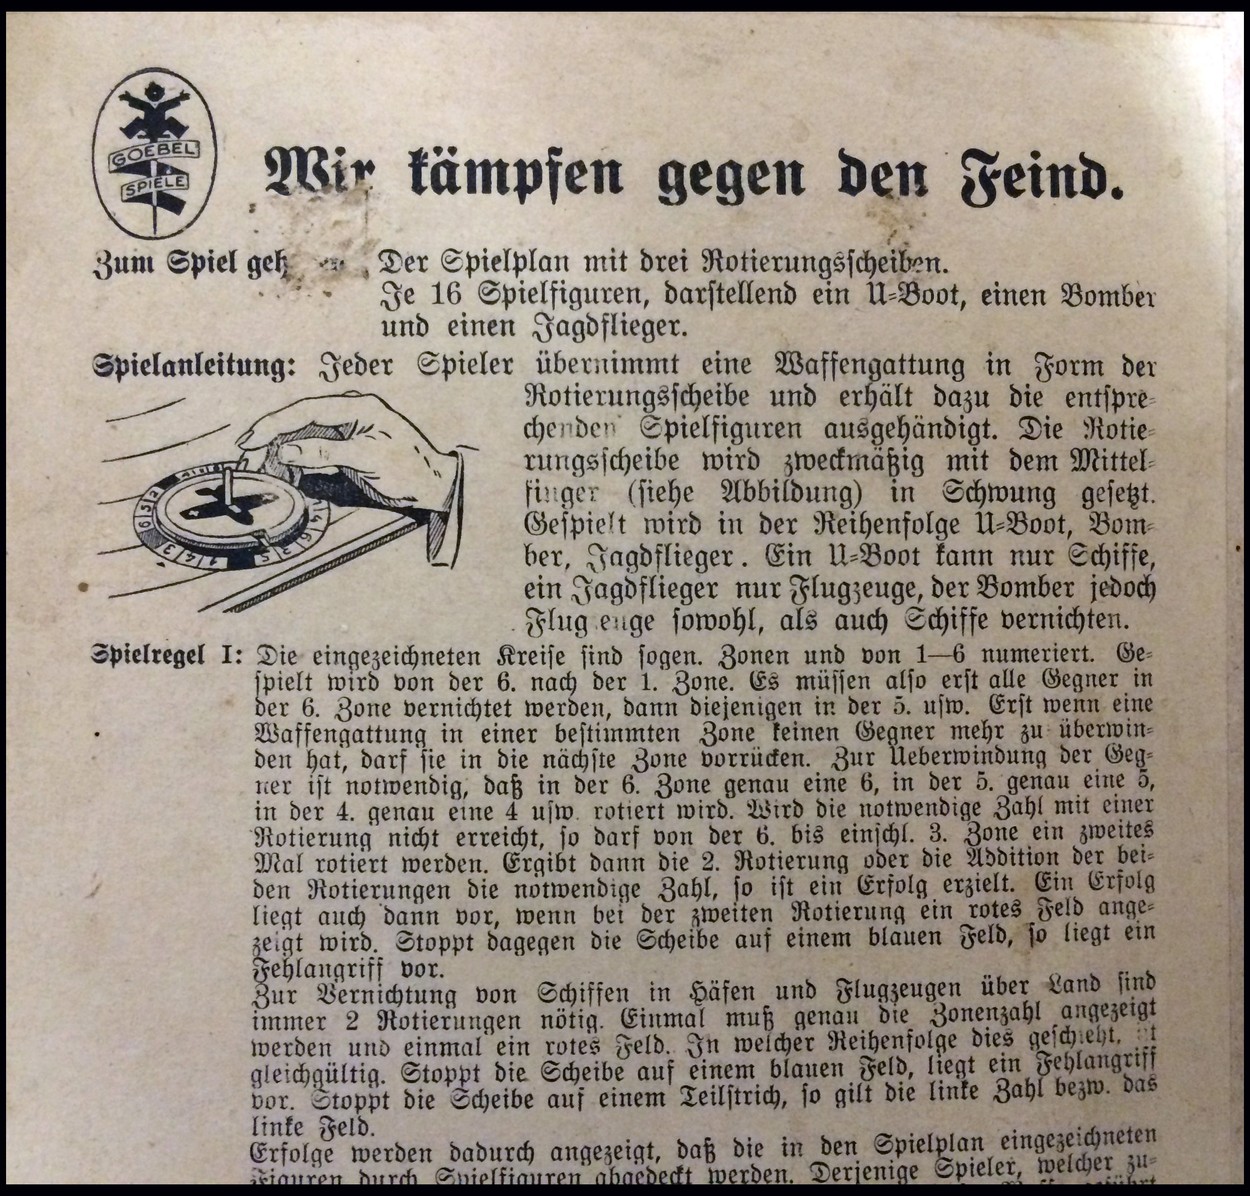 GOEBEL
SPIELE
Wir kämpfen gegen den Feind.
Zum Spiel Der Spielplan mit drei Rotierungsscheiben.
Je 16 Spielfiguren, darstellend ein U=Boot, einen Bomber
und einen Jagdflieger.
Spielanleitung: Jeder Spieler übernimmt eine Waffengattung in Form der
Rotierungsscheibe und erhält dazu die entspre=
chenden Spielfiguren ausgehändigt. Die Rotie=
rungsscheibe wird zweckmäßig mit dem Mittel=
finger (siehe Abbildung) in Schwung gesetzt.
Gespielt wird in der Reihenfolge U=Boot, Bom=
ber, Jagdflieger. Ein U=Boot kann nur Schiffe,
ein Jagdflieger nur Flugzeuge, der Bomber jedoch
Flugzeuge sowohl, als auch Schiffe vernichten.
Spielregel I: Die eingezeichneten Kreise sind sogen. Zonen und von 1—6 numeriert. Ge=
spielt wird von der 6. nach der 1. Zone. Es müssen also erst alle Gegner in
der 6. Zone vernichtet werden, dann diejenigen in der 5. usw. Erst wenn eine
Waffengattung in einer bestimmten Zone keinen Gegner mehr zu überwin=
den hat, darf sie in die nächste Zone vorrücken. Zur Ueberwindung der Geg=
ner ist notwendig, daß in der 6. Zone genau eine 6, in der 5. genau eine 5,
in der 4. genau eine 4 usw. rotiert wird. Wird die notwendige Zahl mit einer
Rotierung nicht erreicht, so darf von der 6. bis einschl. 3. Zone ein zweites
Mal rotiert werden. Ergibt dann die 2. Rotierung oder die Addition der bei=
den Rotierungen die notwendige Zahl, so ist ein Erfolg erzielt. Ein Erfolg
liegt auch dann vor, wenn bei der zweiten Rotierung ein rotes Feld ange=
zeigt wird. Stoppt dagegen die Scheibe auf einem blauen Feld, so liegt ein
Fehlangriff vor.
Zur Vernichtung von Schiffen in Häfen und Flugzeugen über Land sind
immer 2 Rotierungen nötig. Einmal muß genau die Zonenzahl angezeigt
werden und einmal ein rotes Feld. In welcher Reihenfolge dies geschieht, ist
gleichgültig. Stoppt die Scheibe auf einem blauen Feld, liegt ein Fehlangriff
vor. Stoppt die Scheibe auf einem Teilstrich, so gilt die linke Zahl bezw. das
linke Feld.
Erfolge werden dadurch angezeigt, daß die in den Spielplan eingezeichneten
Figuren durch Spielfiguren abgedeckt werden. Derjenige Spieler, welcher zu=